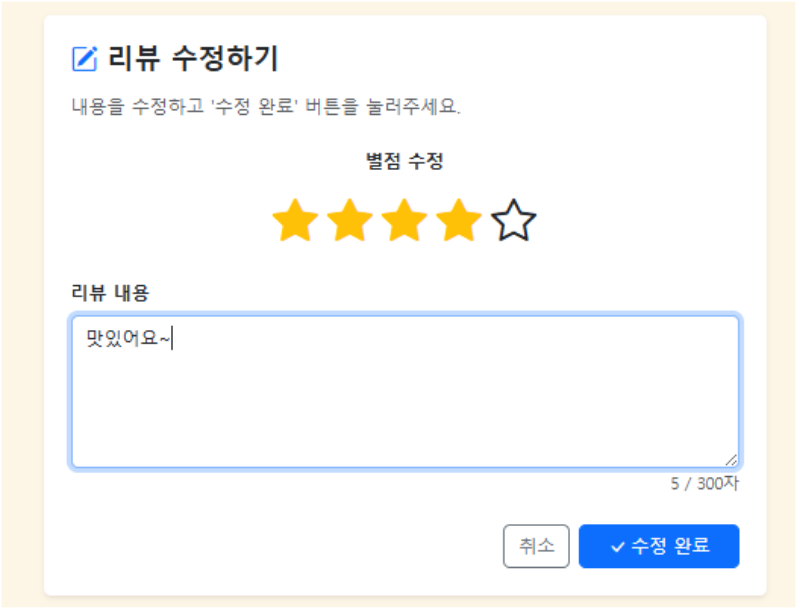 리뷰 수정하기
내용을 수정하고 '수정 완료' 버튼을 눌러주세요.
별점 수정
리뷰 내용
맛있어요~
5 / 300자
취소 수정 완료